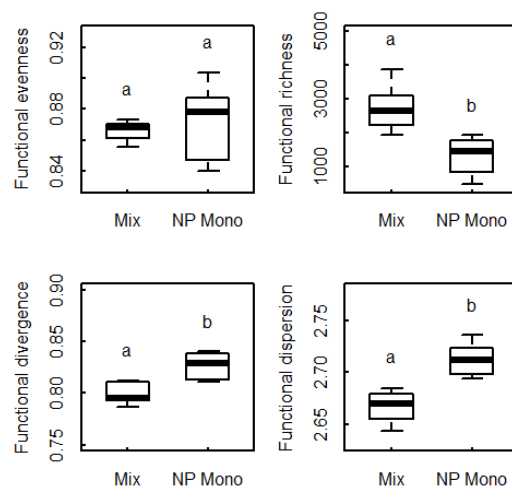 Functional evenness
0.84 0.88 0.92
a
a
Mix NP Mono
Functional richness
1000 3000 5000
a
b
Mix NP Mono
Functional divergence
0.75 0.80 0.85 0.90
a
b
Mix NP Mono
Functional dispersion
2.65 2.70 2.75
a
b
Mix NP Mono